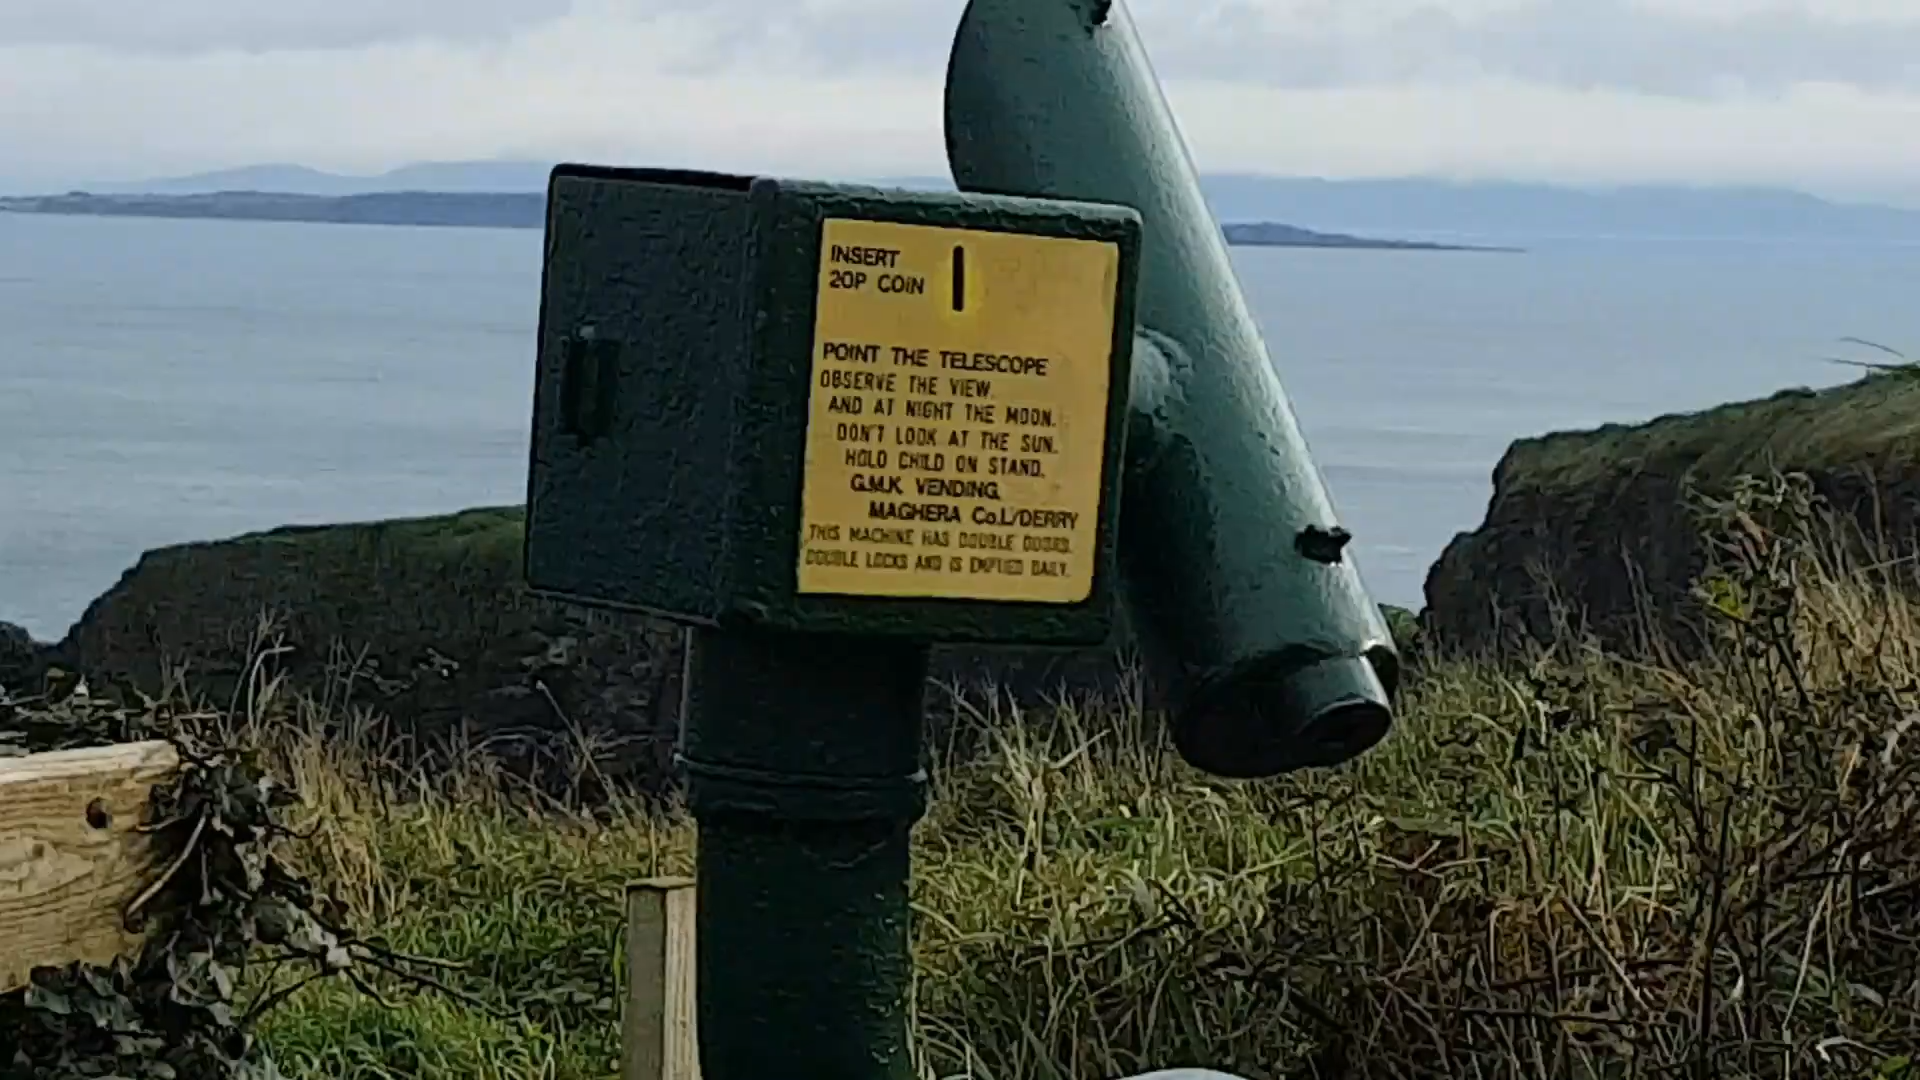 INSERT
20P COIN
POINT THE TELESCOPE
OBSERVE THE VIEW.
AND AT NIGHT THE MOON.
DON'T LOOK AT THE SUN.
HOLD CHILD ON STAND.
G.M.K. VENDING.
MAGHERA Co.L/DERRY
THIS MACHINE HAS DOUBLE DOORS.
DOUBLE LOCKS AND IS EMPTIED DAILY.